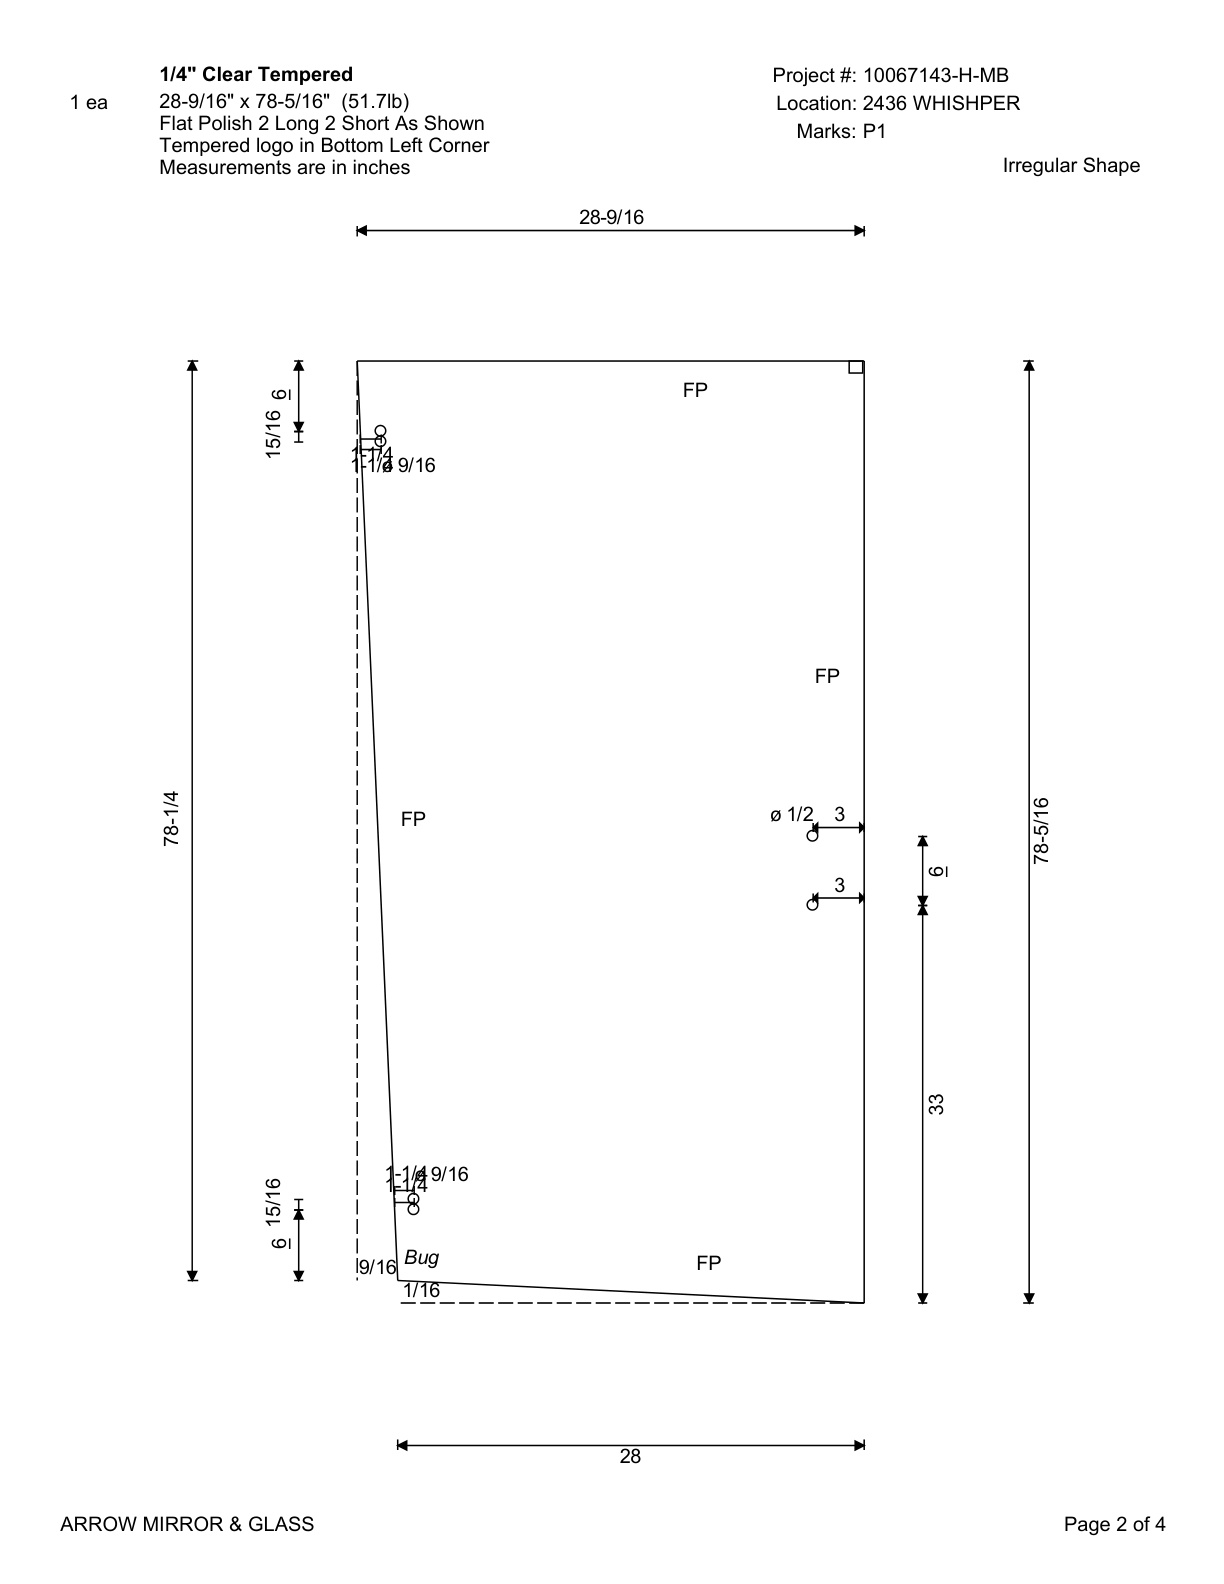 1/4" Clear Tempered
1 ea
28-9/16" x 78-5/16" (51.7lb)
Flat Polish 2 Long 2 Short As Shown
Tempered logo in Bottom Left Corner
Measurements are in inches
Project #: 10067143-H-MB
Location: 2436 WHISHPER
Marks: P1
Irregular Shape
28-9/16
6
15/16
FP
1-1/4
1-1/4
ø 9/16
FP
78-1/4
FP
ø 1/2
3
78-5/16
6
3
33
1-1/4
ø 9/16
1-1/4
15/16
6
Bug
9/16
FP
1/16
28
ARROW MIRROR & GLASS
Page 2 of 4